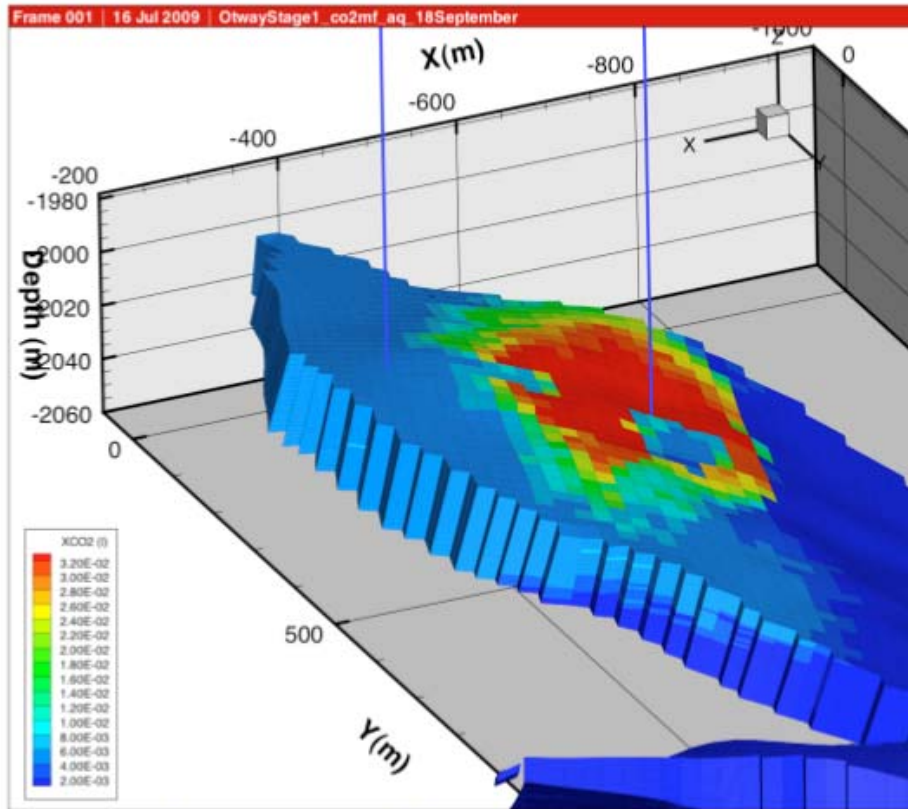 Frame 001 | 16 Jul 2009 | OtwayStage1_co2mf_aq_18September
X(m)
-200
-400
-600
-800
-1000
0
Z
X
Y
-1980
-2000
-2020
-2040
-2060
Depth (m)
0
500
Y(m)
XCO2 (l)
3.20E-02
3.00E-02
2.80E-02
2.60E-02
2.40E-02
2.20E-02
2.00E-02
1.80E-02
1.60E-02
1.40E-02
1.20E-02
1.00E-02
8.00E-03
6.00E-03
4.00E-03
2.00E-03